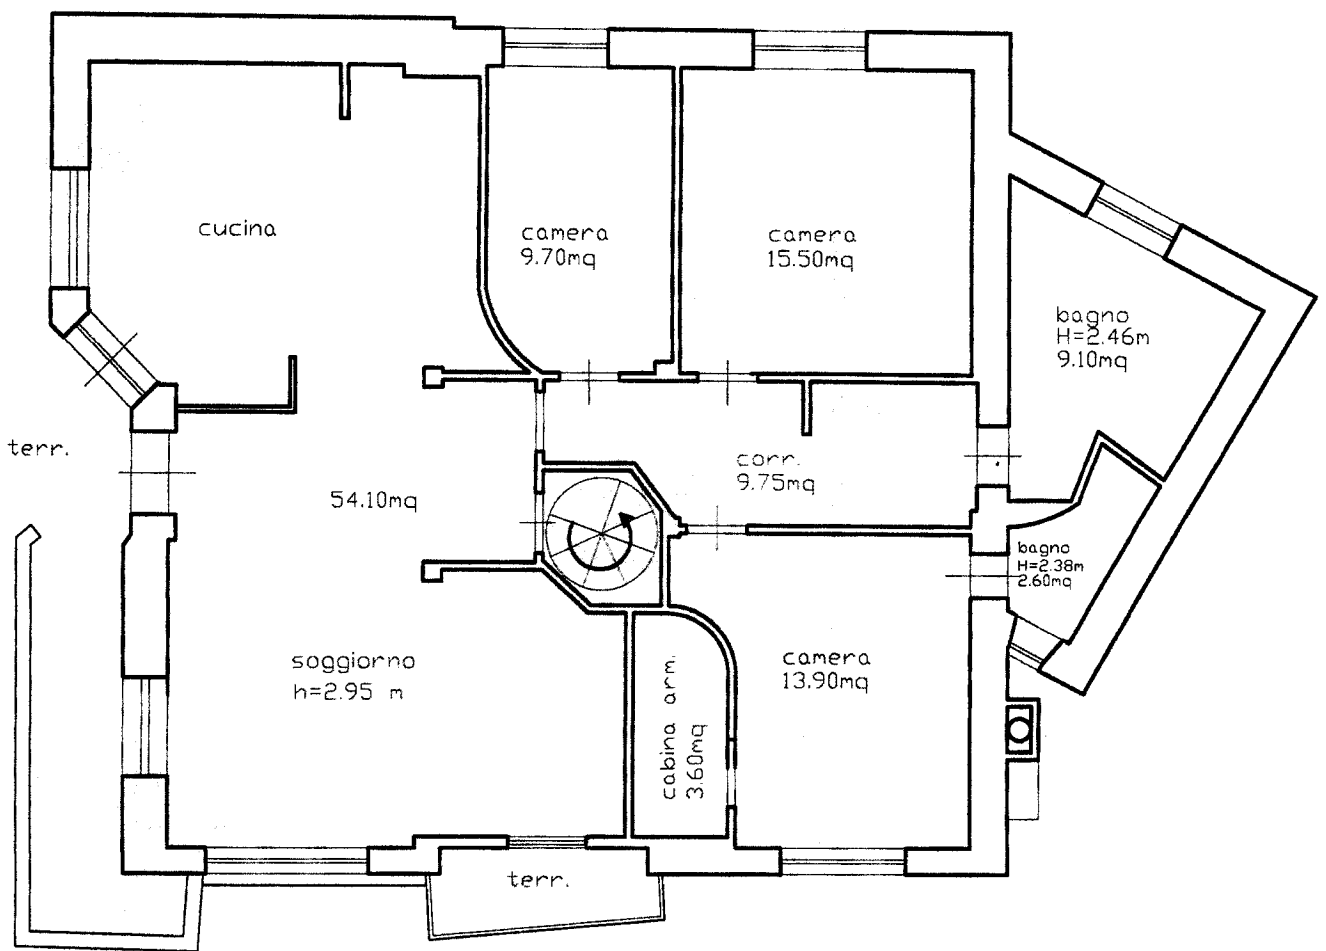 cucina
camera
9.70mq
camera
15.50mq
bagno
H=2.46m
9.10mq
terr.
54.10mq
corr.
9.75mq
bagno
H=2.38m
2.60mq
soggiorno
h=2.95 m
cabina arm.
3.60mq
camera
13.90mq
terr.